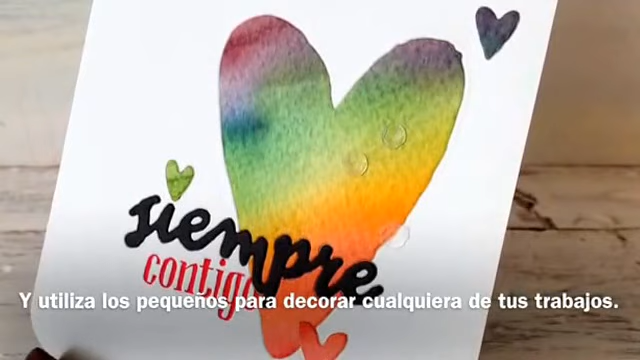 siempre
contigo
Y utiliza los pequeños para decorar cualquiera de tus trabajos.